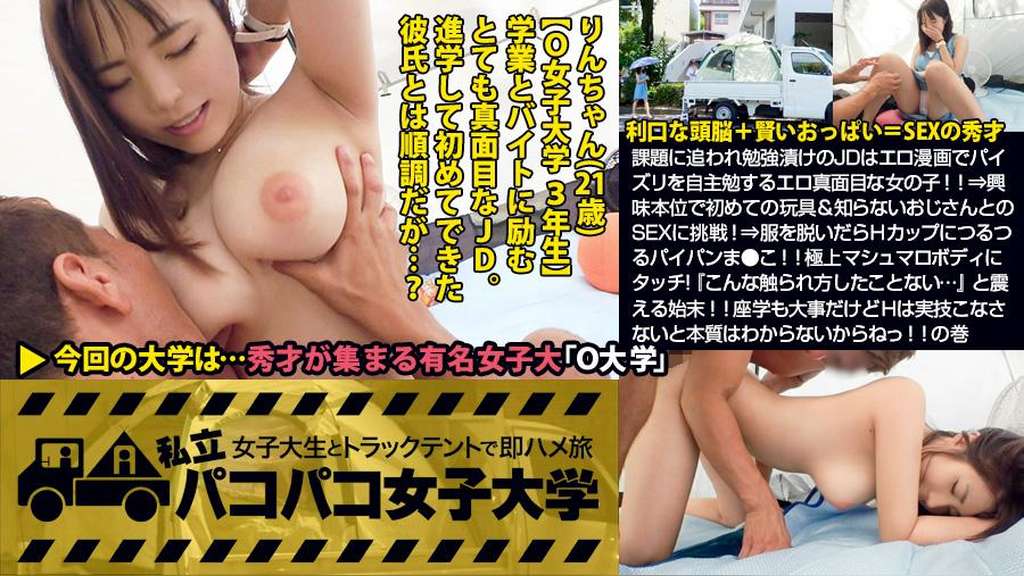 りんちゃん(21歳)
【O女子大学3年生】
学業とバイトに励む
とても真面目なJD。
進学して初めてできた
彼氏とは順調だが…?
▶今回の大学は…秀才が集まる有名女子大「O大学」
私立 女子大生とトラックテントで即ハメ旅
パコパコ女子大学
利口な頭脳+賢いおっぱい=SEXの秀才
課題に追われ勉強漬けのJDはエロ漫画でパイ
ズリを自主勉するエロ真面目な女の子!!⇒興
味本位で初めての玩具&知らないおじさんとの
SEXに挑戦!⇒服を脱いだらHカップにつるつ
るパイパンま●こ!!極上マシュマロボディに
タッチ!『こんな触られ方したことない…』と震
える始末!!座学も大事だけどHは実技こなさ
ないと本質はわからないからねっ!!の巻